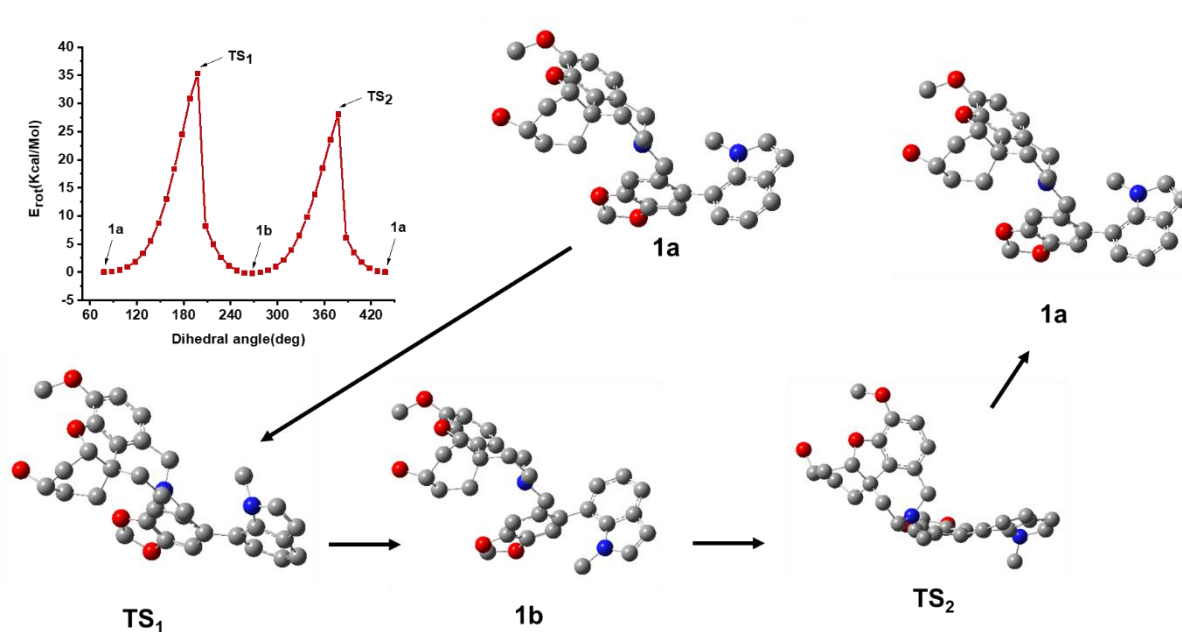 40
35
30
25
20
15
10
5
0
-5
E_rot(Kcal/Mol)
TS₁
TS₂
1a
1b
1a
60 120 180 240 300 360 420
Dihedral angle(deg)
1a
1a
TS₁
1b
TS₂